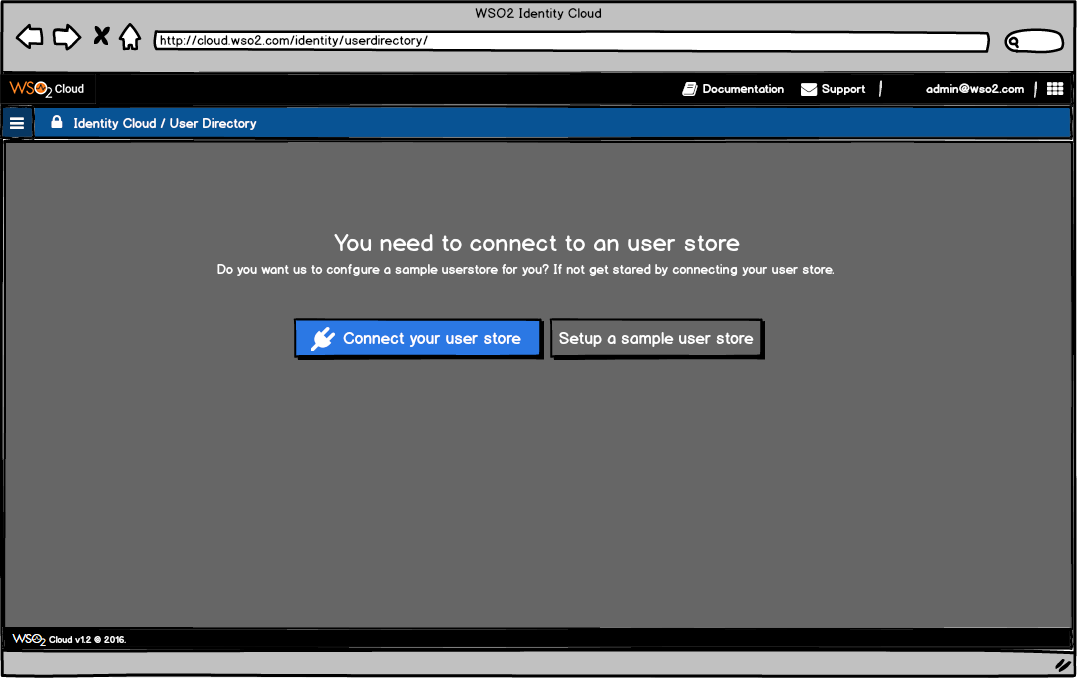 WSO2 Identity Cloud
http://cloud.wso2.com/identity/userdirectory/
WSO2 Cloud
Documentation
Support
admin@wso2.com
Identity Cloud / User Directory
You need to connect to an user store
Do you want us to confgure a sample userstore for you? If not get stared by connecting your user store.
Connect your user store
Setup a sample user store
WSO2 Cloud v1.2 © 2016.